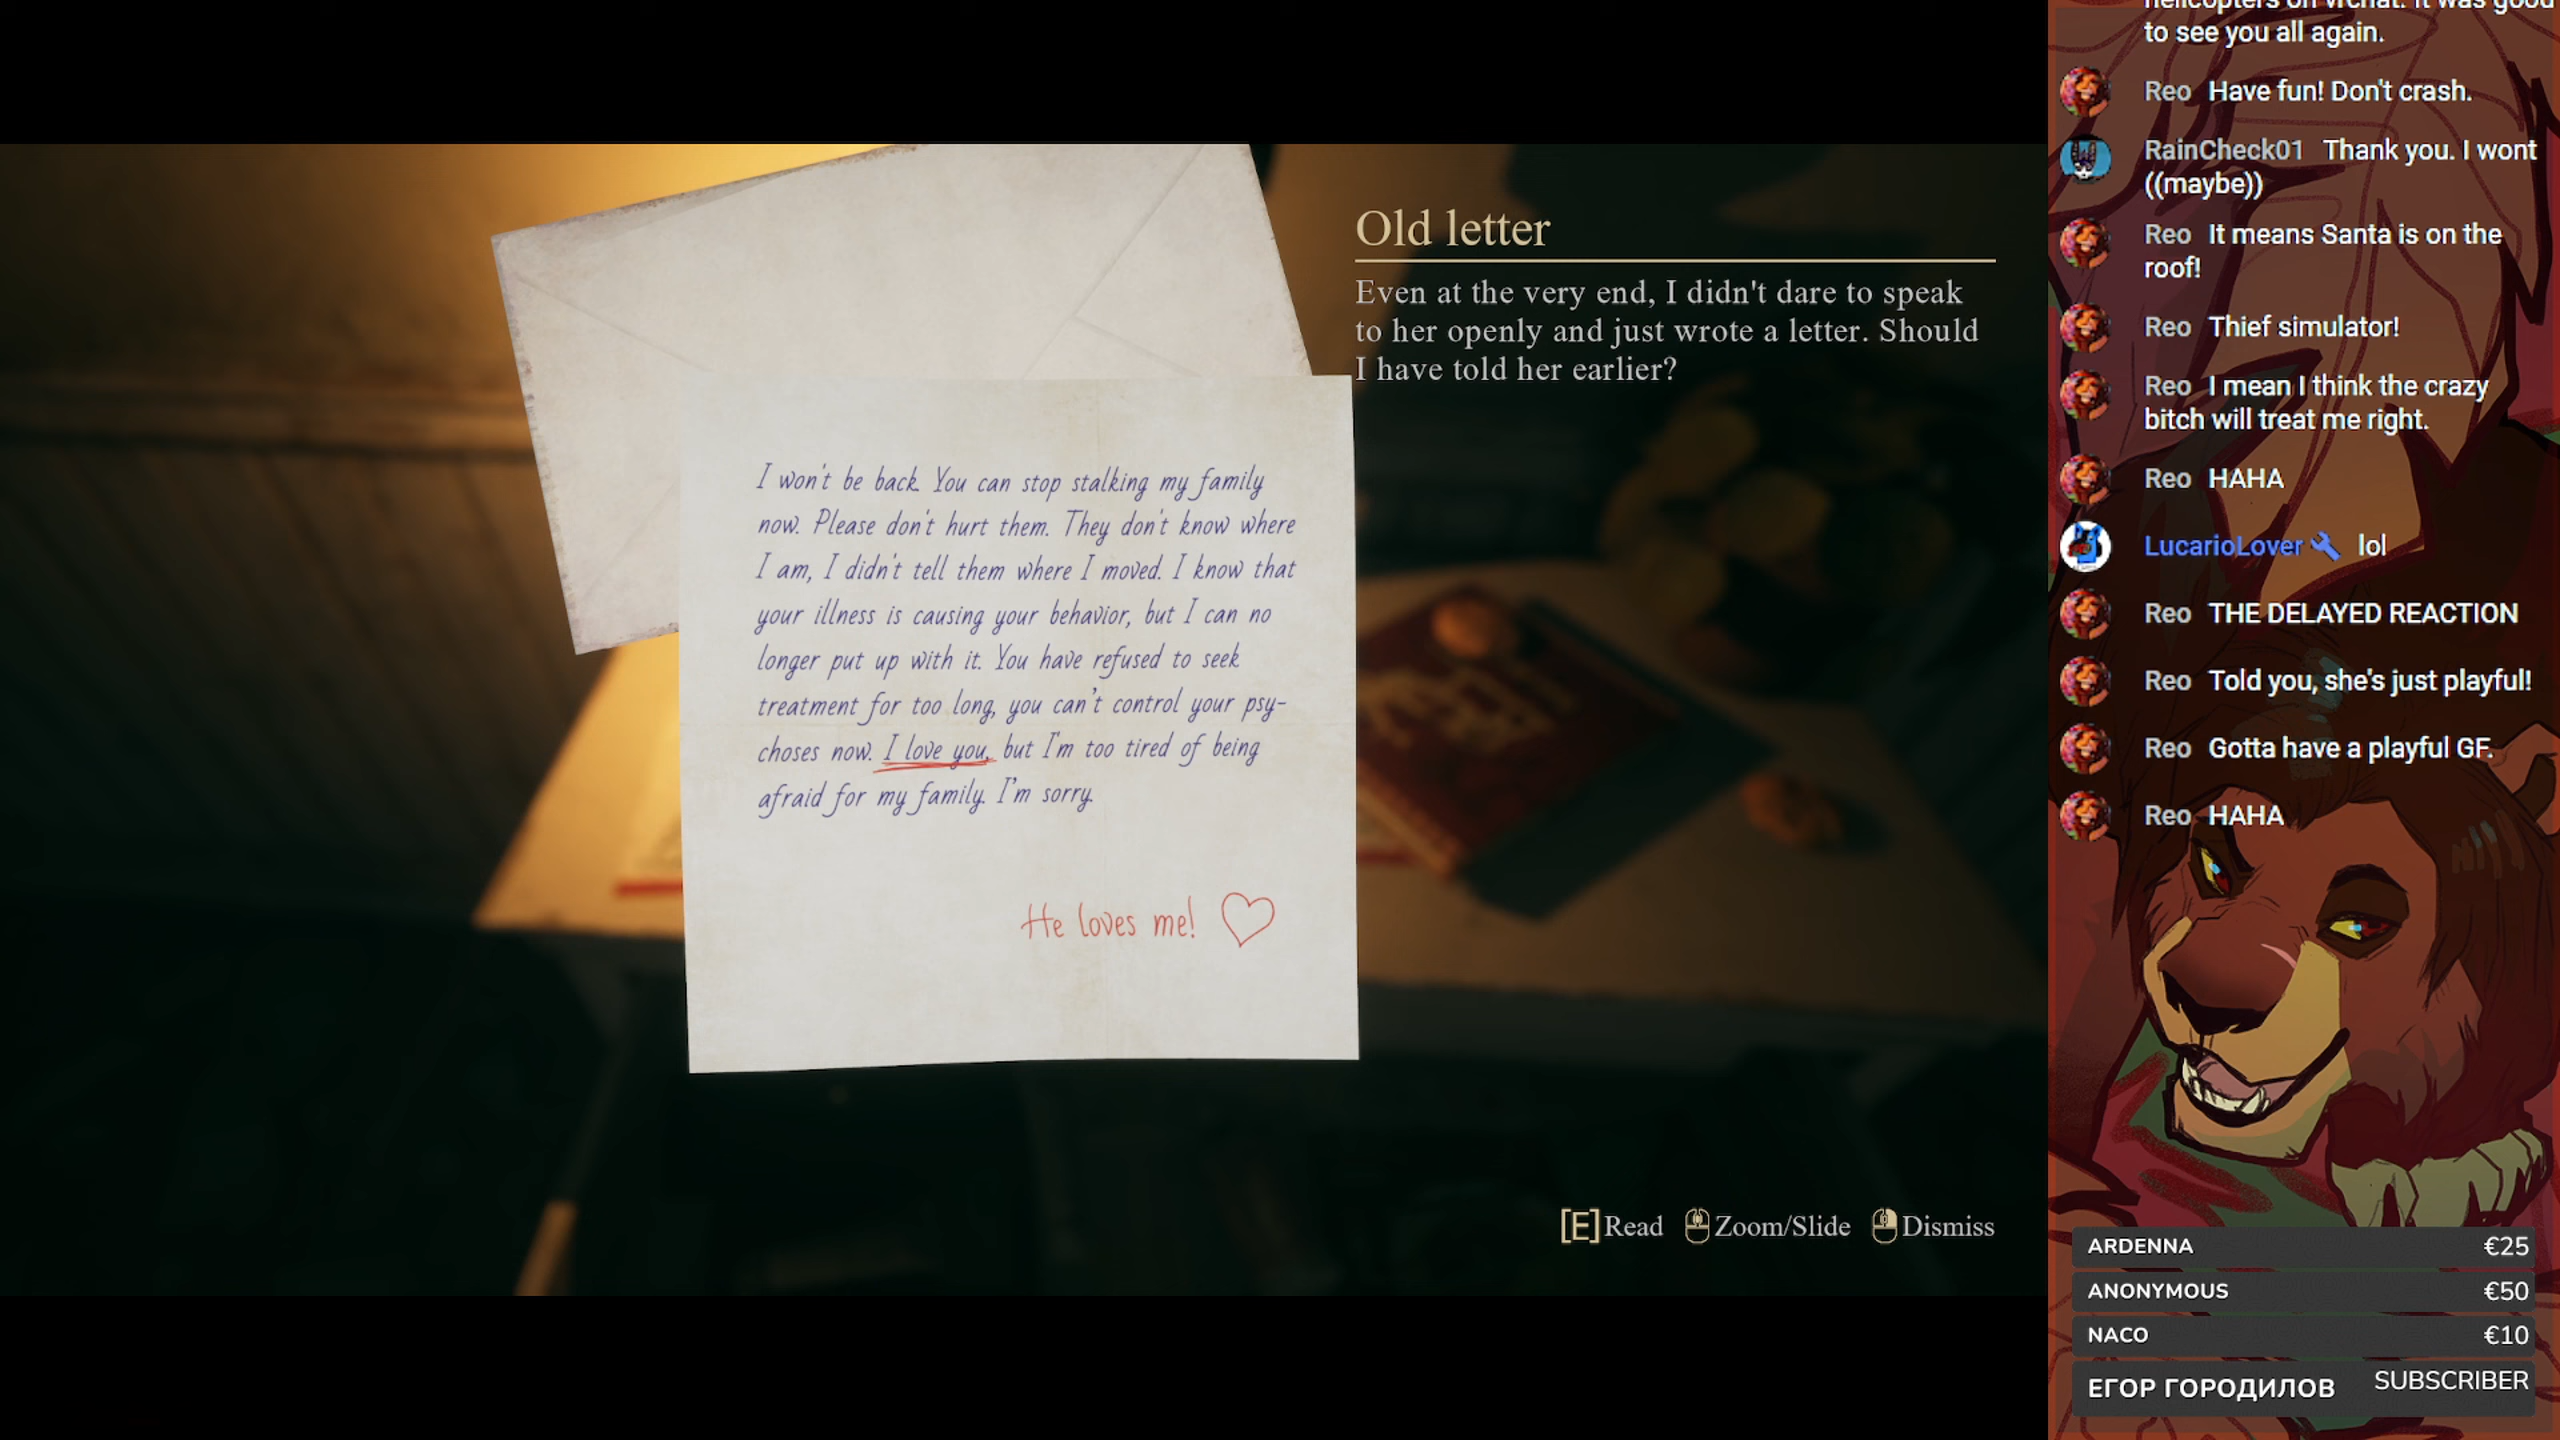 Old letter
Even at the very end, I didn't dare to speak
to her openly and just wrote a letter. Should
I have told her earlier?
I won't be back. You can stop stalking my family
now. Please don't hurt them. They don't know where
I am, I didn't tell them where I moved. I know that
your illness is causing your behavior, but I can no
longer put up with it. You have refused to seek
treatment for too long, you can't control your psy-
choses now. I love you, but I'm too tired of being
afraid for my family. I'm sorry.
He loves me!
[E] Read Zoom/Slide Dismiss
helicopters on vrchat. It was good
to see you all again.
Reo Have fun! Don't crash.
RainCheck01 Thank you. I wont
((maybe))
Reo It means Santa is on the
roof!
Reo Thief simulator!
Reo I mean I think the crazy
bitch will treat me right.
Reo HAHA
LucarioLover lol
Reo THE DELAYED REACTION
Reo Told you, she's just playful!
Reo Gotta have a playful GF.
Reo HAHA
ARDENNA €25
ANONYMOUS €50
NACO €10
ЕГОР ГОРОДИЛОВ SUBSCRIBER